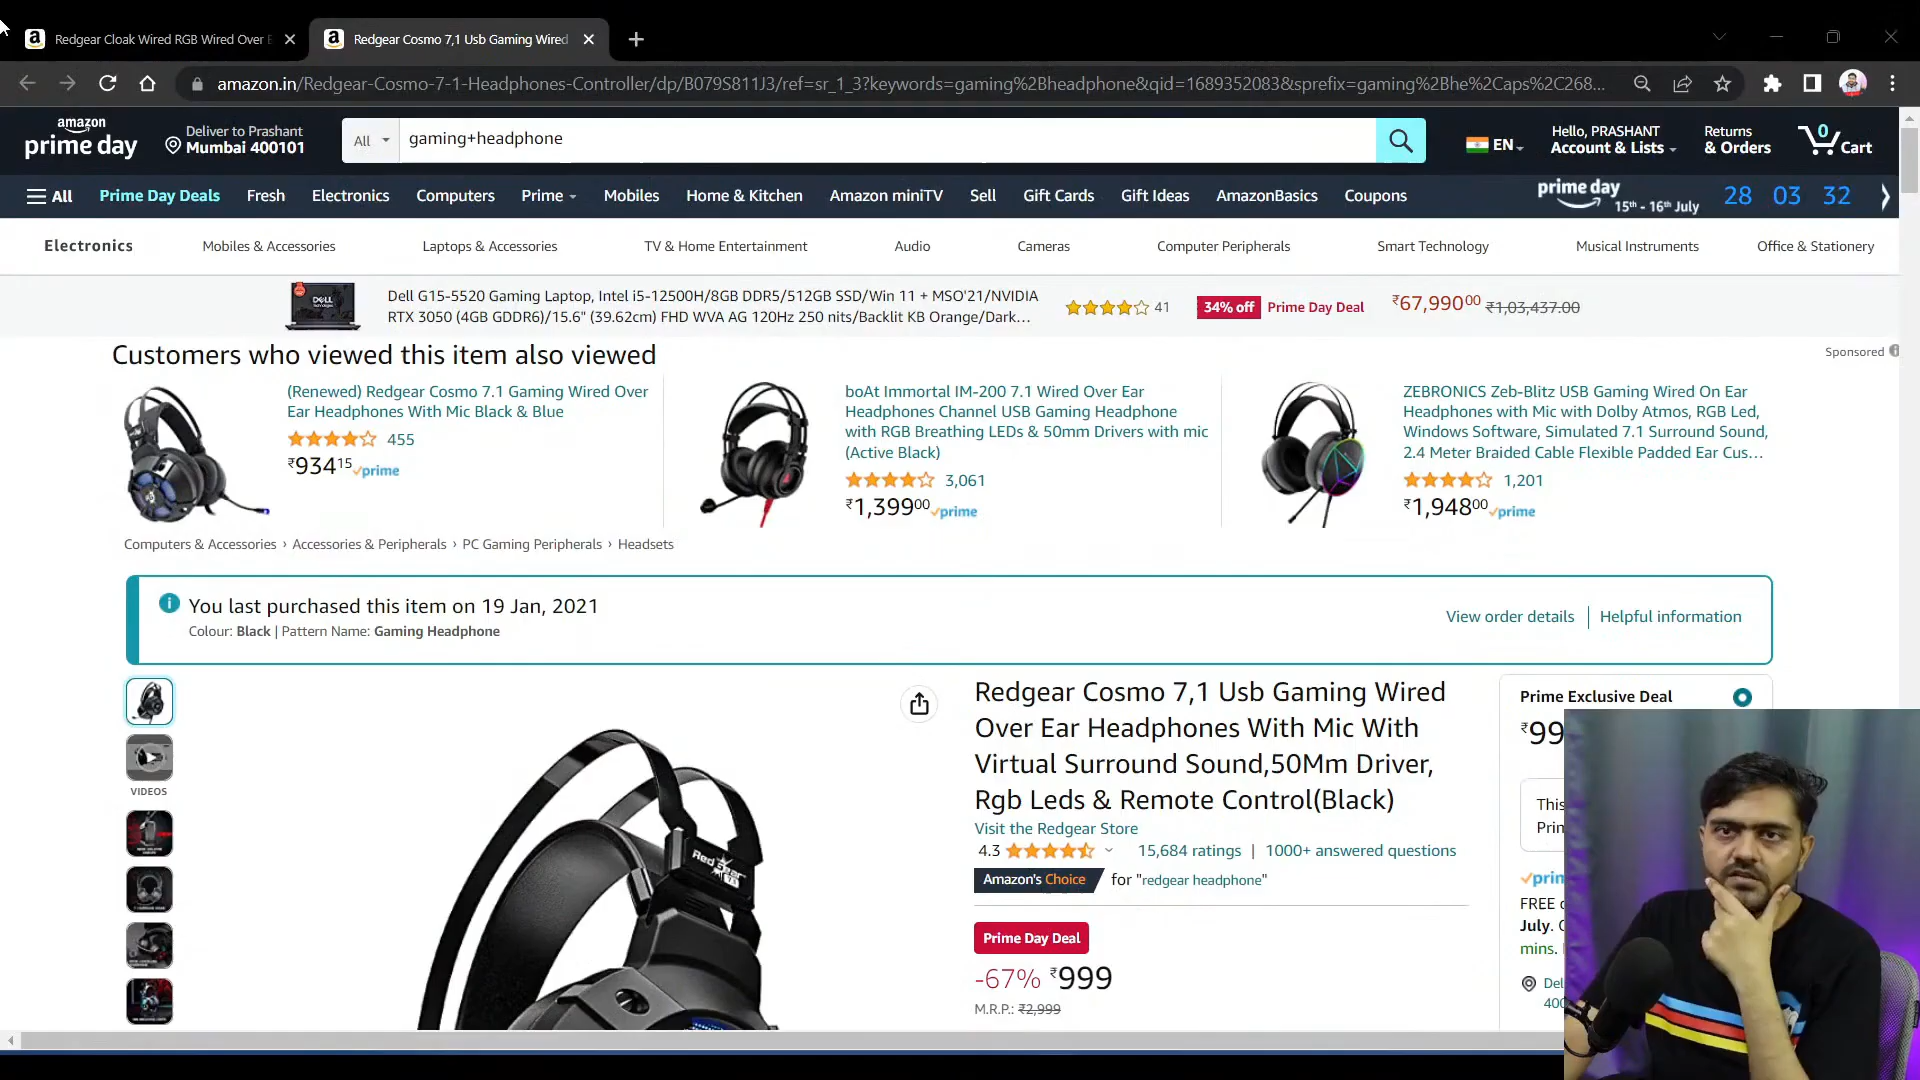 Redgear Cloak Wired RGB Wired Over E
Redgear Cosmo 7,1 Usb Gaming Wired
amazon.in/Redgear-Cosmo-7-1-Headphones-Controller/dp/B079S811J3/ref=sr_1_3?keywords=gaming%2Bheadphone&qid=1689352083&sprefix=gaming%2Bhe%2Caps%2C268...
amazon
prime day
Deliver to Prashant
Mumbai 400101
All
gaming+headphone
EN
Hello, PRASHANT
Account & Lists
Returns
& Orders
0
Cart
All
Prime Day Deals
Fresh
Electronics
Computers
Prime
Mobiles
Home & Kitchen
Amazon miniTV
Sell
Gift Cards
Gift Ideas
AmazonBasics
Coupons
prime day
15th - 16th July
28 03 32
Electronics
Mobiles & Accessories
Laptops & Accessories
TV & Home Entertainment
Audio
Cameras
Computer Peripherals
Smart Technology
Musical Instruments
Office & Stationery
DELL
Dell G15-5520 Gaming Laptop, Intel i5-12500H/8GB DDR5/512GB SSD/Win 11 + MSO'21/NVIDIA
RTX 3050 (4GB GDDR6)/15.6" (39.62cm) FHD WVA AG 120Hz 250 nits/Backlit KB Orange/Dark...
41
34% off
Prime Day Deal
₹67,990⁰⁰ ₹1,03,437.00
Customers who viewed this item also viewed
Sponsored
(Renewed) Redgear Cosmo 7.1 Gaming Wired Over
Ear Headphones With Mic Black & Blue
455
₹934¹⁵ prime
boAt Immortal IM-200 7.1 Wired Over Ear
Headphones Channel USB Gaming Headphone
with RGB Breathing LEDs & 50mm Drivers with mic
(Active Black)
3,061
₹1,399⁰⁰ prime
ZEBRONICS Zeb-Blitz USB Gaming Wired On Ear
Headphones with Mic with Dolby Atmos, RGB Led,
Windows Software, Simulated 7.1 Surround Sound,
2.4 Meter Braided Cable Flexible Padded Ear Cus...
1,201
₹1,948⁰⁰ prime
Computers & Accessories › Accessories & Peripherals › PC Gaming Peripherals › Headsets
You last purchased this item on 19 Jan, 2021
Colour: Black | Pattern Name: Gaming Headphone
View order details
Helpful information
VIDEOS
Red Gear
Redgear Cosmo 7,1 Usb Gaming Wired
Over Ear Headphones With Mic With
Virtual Surround Sound,50Mm Driver,
Rgb Leds & Remote Control(Black)
Visit the Redgear Store
4.3
15,684 ratings | 1000+ answered questions
Amazon's Choice for "redgear headphone"
Prime Day Deal
-67% ₹999
M.R.P.: ₹2,999
Prime Exclusive Deal
₹99
This
Prin
prin
FREE
July.
mins.
Del
400